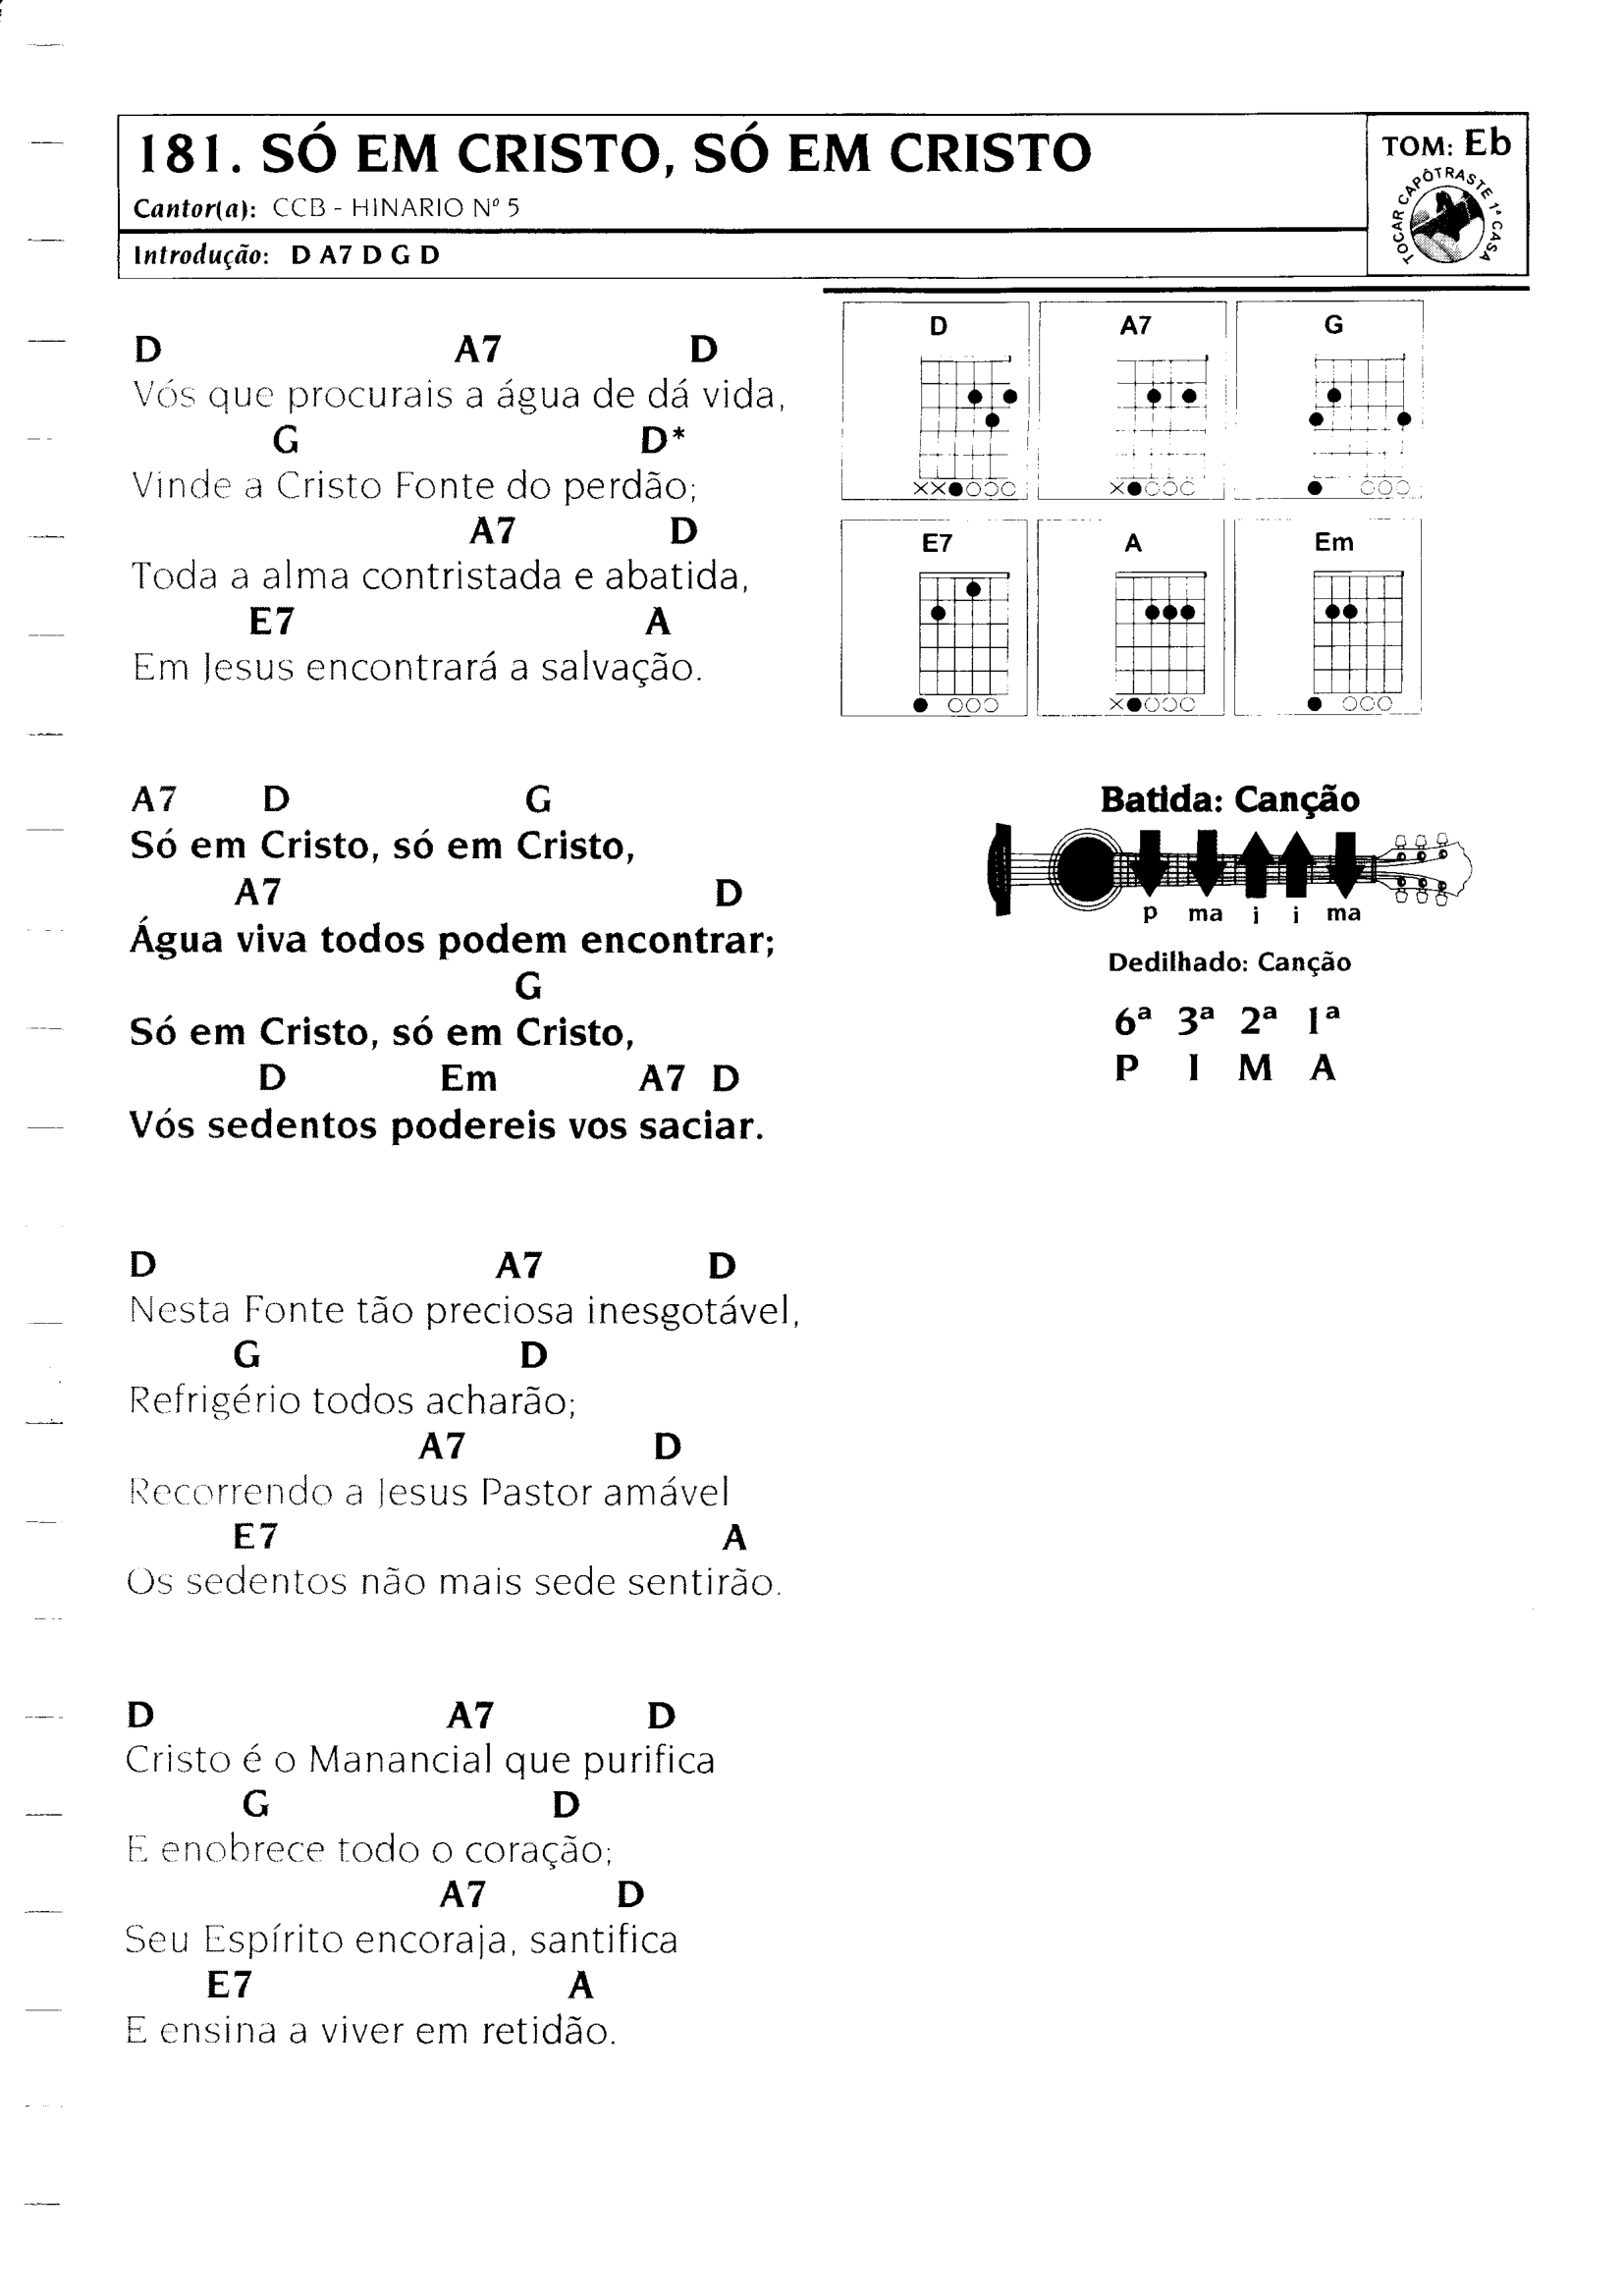 181. SÓ EM CRISTO, SÓ EM CRISTO
Cantor(a): CCB - HINARIO Nº 5
Introdução: D A7 D G D
TOM: Eb
TOCAR CAPÔTRASTE 1ª CASA
D A7 D
Vós que procurais a água de dá vida,
G D*
Vinde a Cristo Fonte do perdão;
A7 D
Toda a alma contristada e abatida,
E7 A
Em Jesus encontrará a salvação.
A7 D G
Só em Cristo, só em Cristo,
A7 D
Água viva todos podem encontrar;
G
Só em Cristo, só em Cristo,
D Em A7 D
Vós sedentos podereis vos saciar.
D A7 D
Nesta Fonte tão preciosa inesgotável,
G D
Refrigério todos acharão;
A7 D
Recorrendo a Jesus Pastor amável
E7 A
Os sedentos não mais sede sentirão.
D A7 D
Cristo é o Manancial que purifica
G D
E enobrece todo o coração;
A7 D
Seu Espírito encoraja, santifica
E7 A
E ensina a viver em retidão.
D A7 G
E7 A Em
Batida: Canção
p ma i i ma
Dedilhado: Canção
6ª 3ª 2ª 1ª
P I M A